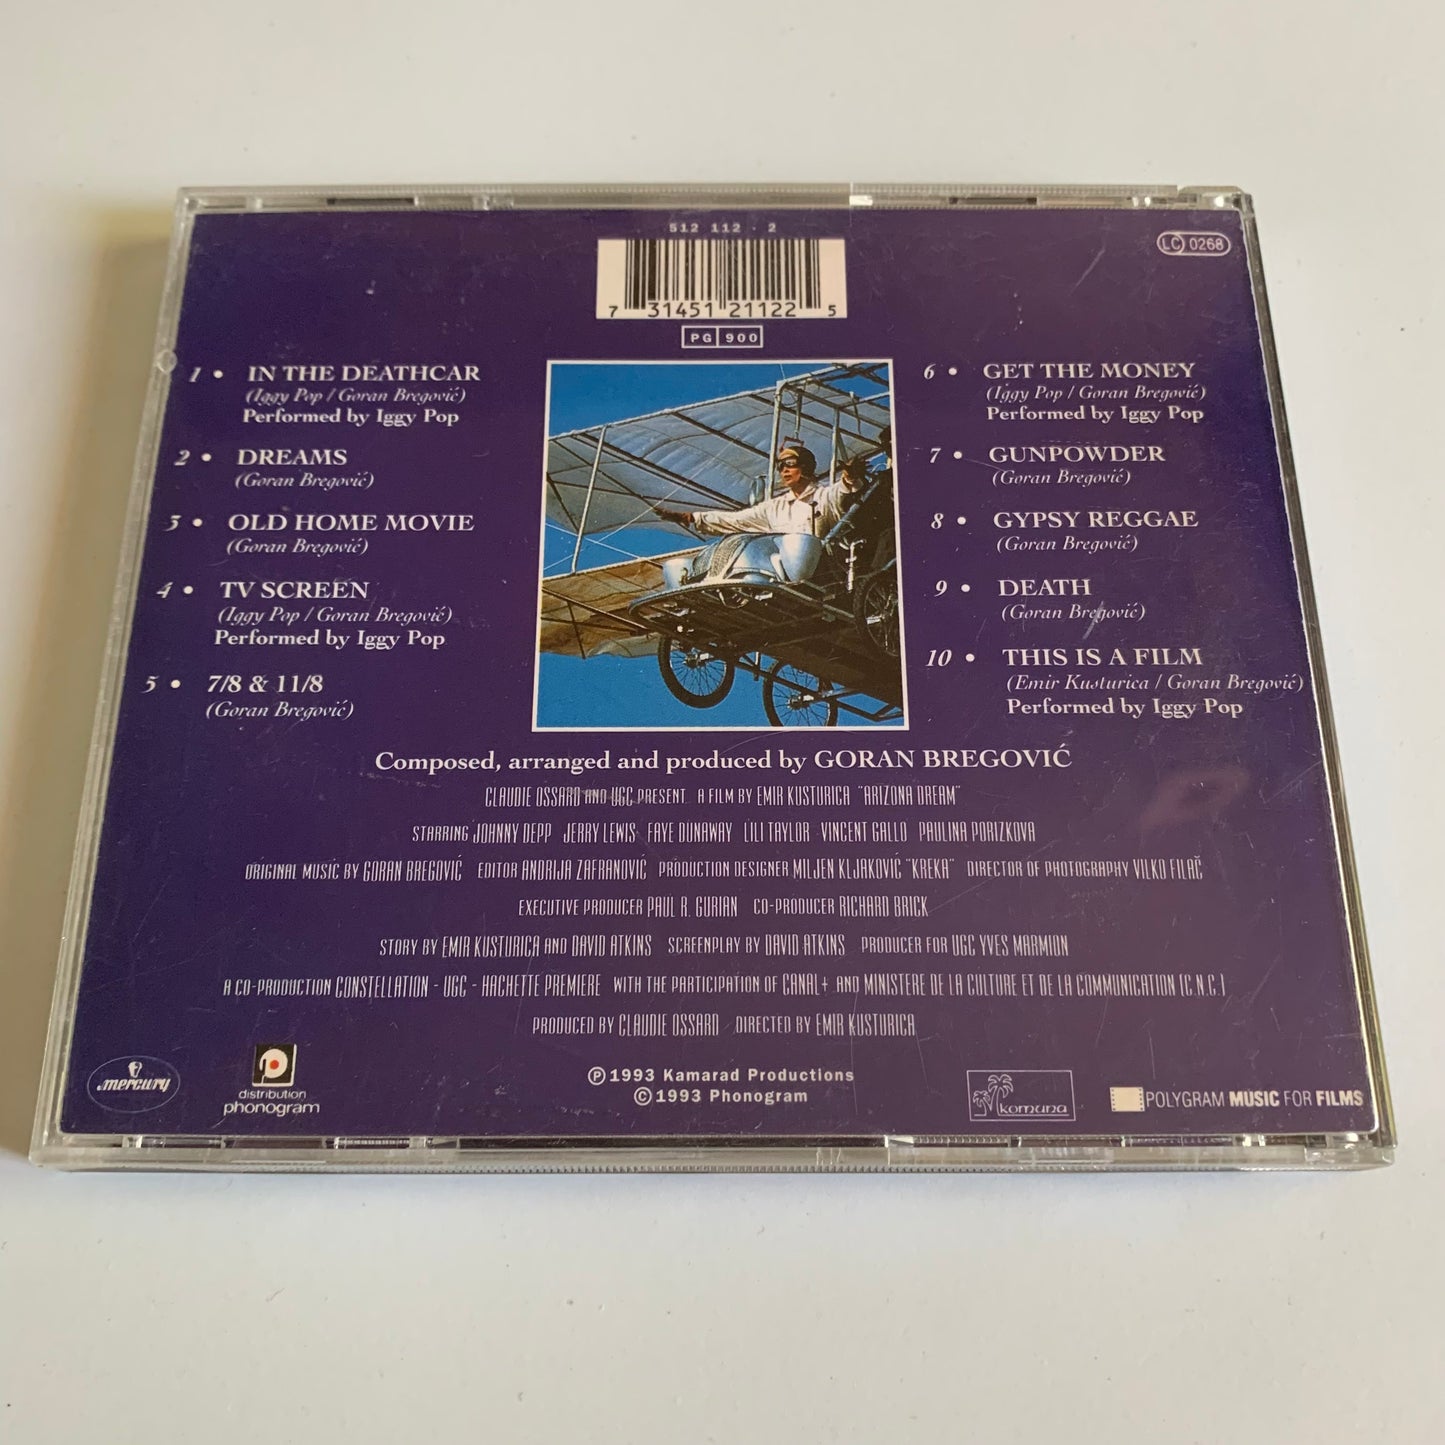 512 112 - 2
LC 0268
7 31451 21122 5
PG 900
1 • IN THE DEATHCAR
(Iggy Pop / Goran Bregović)
Performed by Iggy Pop
2 • DREAMS
(Goran Bregović)
3 • OLD HOME MOVIE
(Goran Bregović)
4 • TV SCREEN
(Iggy Pop / Goran Bregović)
Performed by Iggy Pop
5 • 7/8 & 11/8
(Goran Bregović)
6 • GET THE MONEY
(Iggy Pop / Goran Bregović)
Performed by Iggy Pop
7 • GUNPOWDER
(Goran Bregović)
8 • GYPSY REGGAE
(Goran Bregović)
9 • DEATH
(Goran Bregović)
10 • THIS IS A FILM
(Emir Kusturica / Goran Bregović)
Performed by Iggy Pop
Composed, arranged and produced by GORAN BREGOVIĆ
CLAUDIE OSSARD AND UGC PRESENT A FILM BY EMIR KUSTURICA "ARIZONA DREAM"
STARRING JOHNNY DEPP JERRY LEWIS FAYE DUNAWAY LILI TAYLOR VINCENT GALLO PAULINA PORIZKOVA
ORIGINAL MUSIC BY GORAN BREGOVIĆ EDITOR ANDRIJA ZAFRANOVIĆ PRODUCTION DESIGNER MILJEN KLJAKOVIĆ "KREKA" DIRECTOR OF PHOTOGRAPHY VILKO FILAČ
EXECUTIVE PRODUCER PAUL R. GURIAN CO-PRODUCER RICHARD BRICK
STORY BY EMIR KUSTURICA AND DAVID ATKINS SCREENPLAY BY DAVID ATKINS PRODUCER FOR UGC YVES MARMION
A CO-PRODUCTION CONSTELLATION - UGC - HACHETTE PREMIERE WITH THE PARTICIPATION OF CANAL+ AND MINISTERE DE LA CULTURE ET DE LA COMMUNICATION (C.N.C.)
PRODUCED BY CLAUDIE OSSARD DIRECTED BY EMIR KUSTURICA
mercury
distribution
phonogram
℗ 1993 Kamarad Productions
© 1993 Phonogram
komuna
POLYGRAM MUSIC FOR FILMS